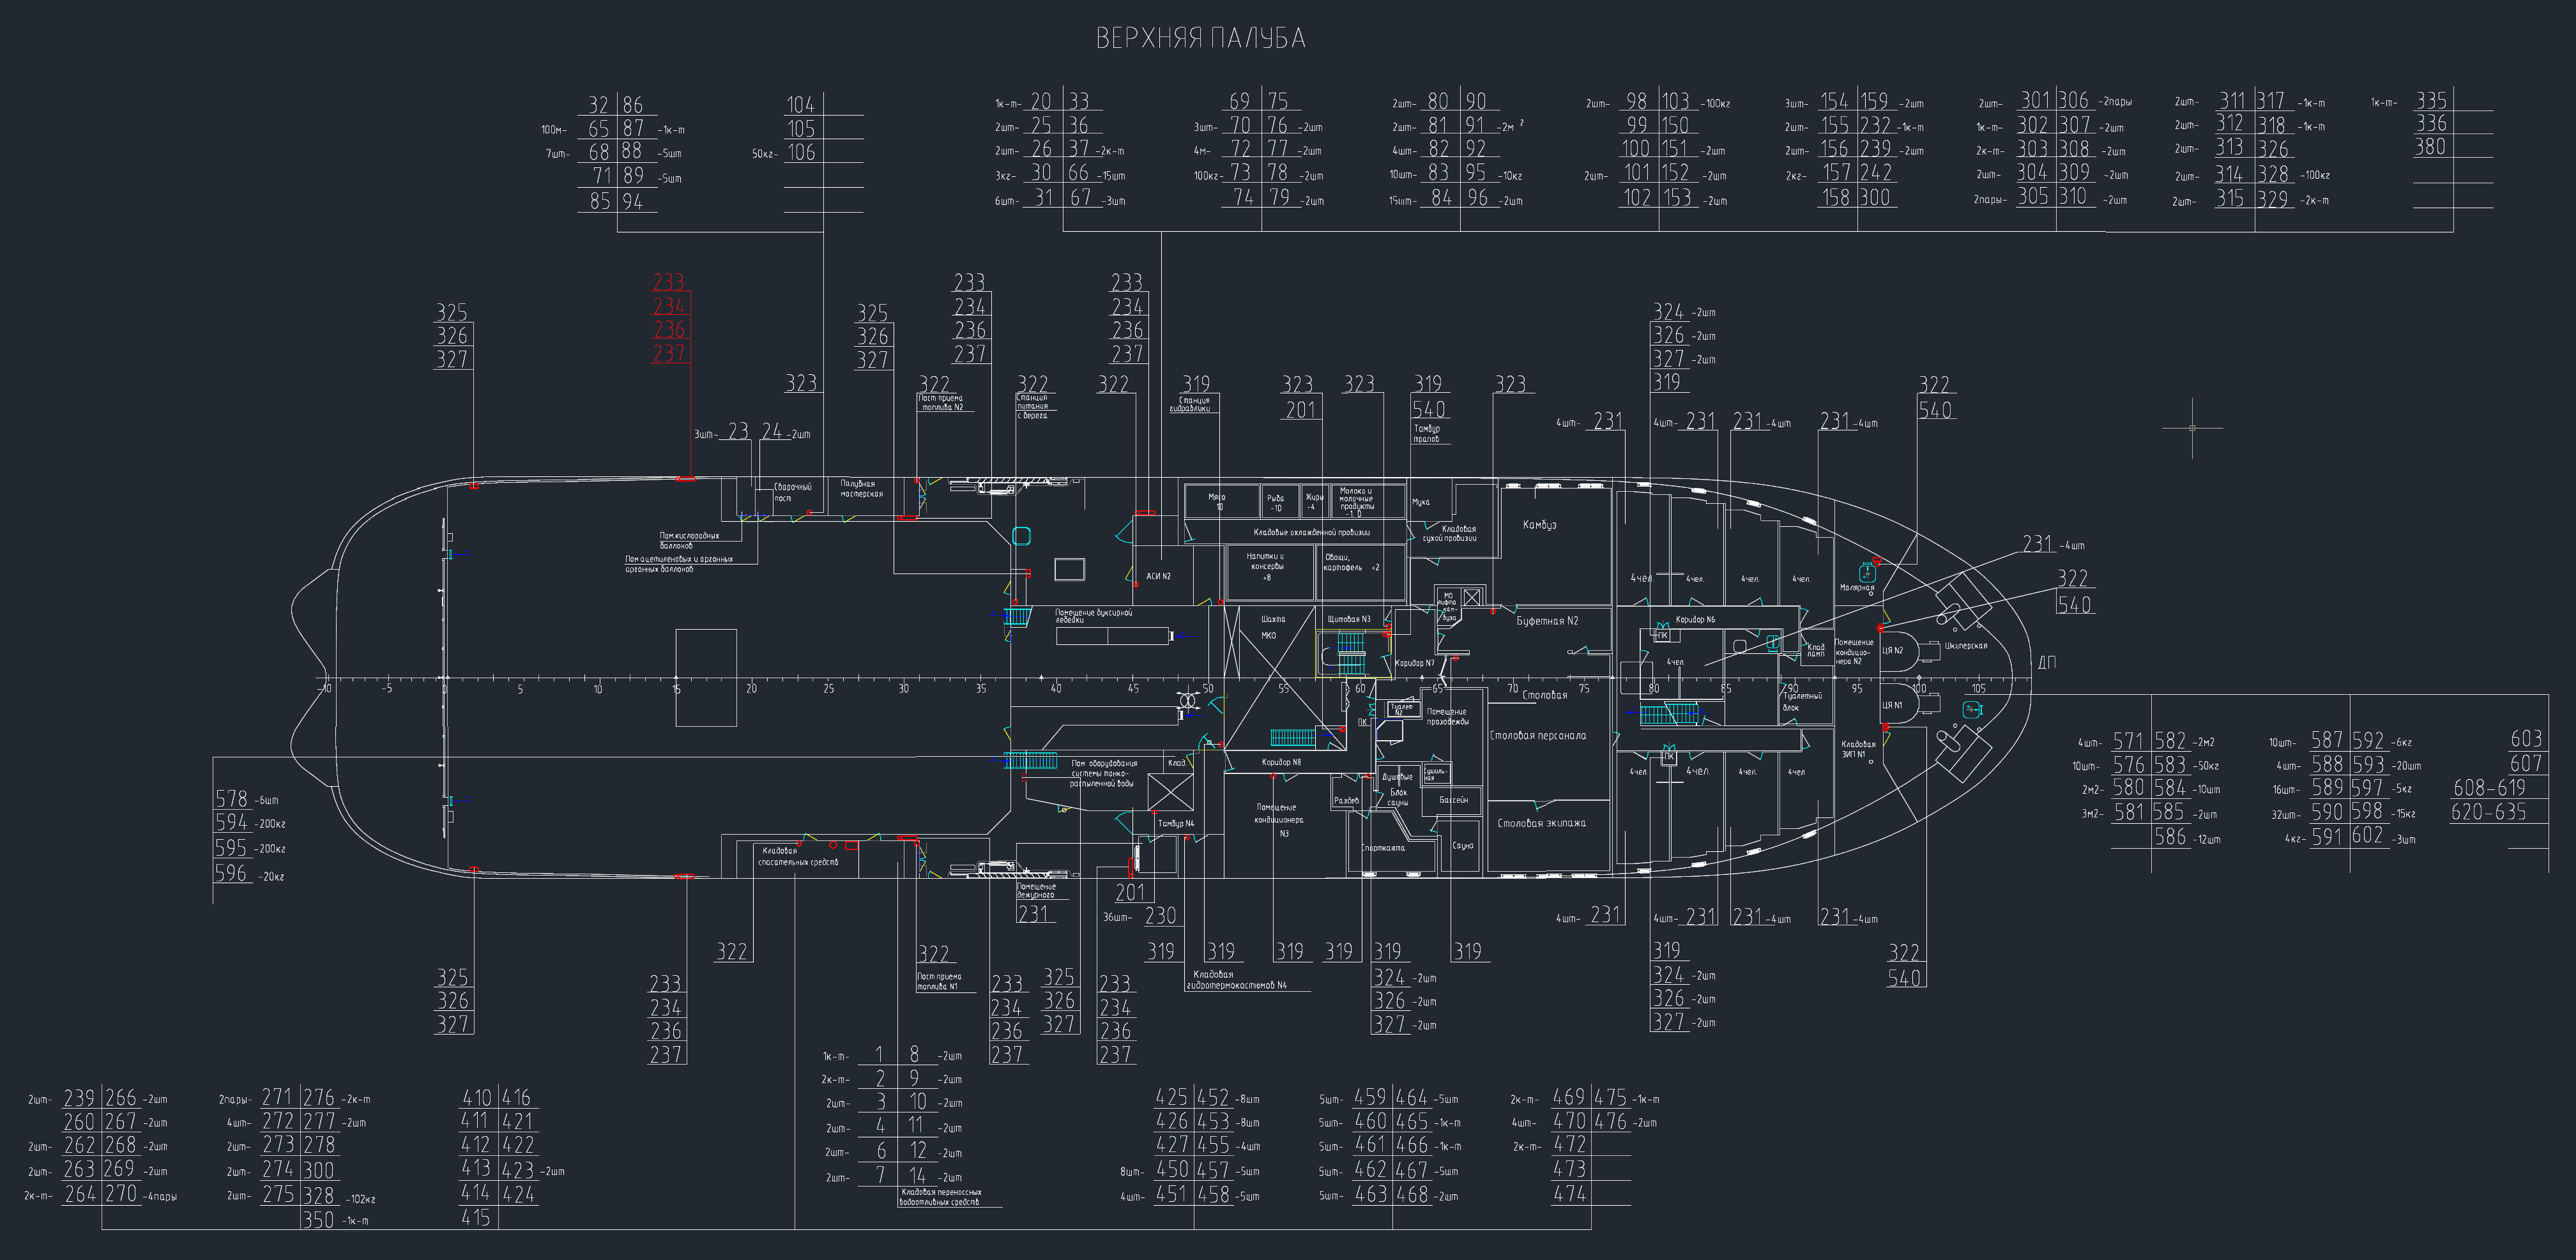 ВЕРХНЯЯ ПАЛУБА
32 86
100м- 65 87 -1к-т
7шт- 68 88 -5шт
71 89 -5шт
85 94
104
105
50кг- 106
1к-т- 20 33
2шт- 25 36
2шт- 26 37 -2к-т
3кг- 30 66 -15шт
6шт- 31 67 -3шт
69 75
3шт- 70 76 -2шт
4м- 72 77 -2шт
100кг- 73 78 -2шт
74 79 -2шт
2шт- 80 90
2шт- 81 91 -2м 2
4шт- 82 92
10шт- 83 95 -10кг
15шт- 84 96 -2шт
2шт- 98 103 -100кг
99 150
100 151 -2шт
2шт- 101 152 -2шт
102 153 -2шт
3шт- 154 159 -2шт
2шт- 155 232 -1к-т
2шт- 156 239 -2шт
2кг- 157 242
158 300
2шт- 301 306 -2пары
1к-т- 302 307 -2шт
2к-т- 303 308 -2шт
2шт- 304 309 -2шт
2пары- 305 310 -2шт
2шт- 311 317 -1к-т
2шт- 312 318 -1к-т
2шт- 313 326
2шт- 314 328 -100кг
2шт- 315 329 -2к-т
1к-т- 335
336
380
325
326
327
233
234
236
237
323
3шт- 23 24 -2шт
325
326
327
322
Пост приема
топлива N2
233
234
236
237
322
Станция
питания
с берега
322
233
234
236
237
319
Станция
гидравлики
323
201
323
319
540
Тамбур
трапов
323
324 -2шт
326 -2шт
327 -2шт
319
4шт- 231
4шт- 231
231 -4шт
231 -4шт
322
540
231 -4шт
322
540
Сварочный
пост
Палубная
мастерская
Пом.кислородных
баллонов
Пом.ацетиленовых и аргонных
аргонных баллонов
Мясо
10
Рыба
-10
Жиры
-4
Молоко и
молочные
продукты
-1. 0
Мука
Кладовые охлажденной провизии
Кладовая
сухой провизии
Камбуз
АСИ N2
Напитки и
консервы
+8
Овощи,
картофель +2
4чел.
4чел.
4чел.
4чел.
Малярная
Помещение буксирной
лебедки
Шахта
МКО
Щитовая N3
МО
лифта
кам-
буза
Буфетная N2
Коридор N6
ПК
4чел.
Клад.
ламп
Помещение
кондицио-
нера N2
ЦЯ N2
Шкиперская
ДП
Коридор N7
-10 -5 0 5 10 15 20 25 30 35 40 45 50 55 60 65 70 75 80 85 90 95 100 105
Столовая
Туалет
N2
Помещение
прозодежды
ПК
Туалетный
блок
ЦЯ N1
Столовая персонала
Кладовая
ЗИП N1
ПК
4чел.
4чел.
4чел.
4чел
Пом. оборудования
системы тонко-
распыленной воды
Клад.
Коридор N8
Душевые
Сушиль-
ная
Блок
сауны
Раздев.
Бассейн
Помещение
кондиционера
N3
Тамбур N4
Столовая экипажа
Спорткаюта
Сауна
Кладовая
спасательных средств
578 -6шт
594 -200кг
595 -200кг
596 -20кг
4шт- 571 582 -2м2
10шт- 576 583 -50кг
2м2- 580 584 -10шт
3м2- 581 585 -2шт
586 -12шт
10шт- 587 592 -6кг
4шт- 588 593 -20шт
16шт- 589 597 -5кг
32шт- 590 598 -15кг
4кг- 591 602 -3шт
603
607
608-619
620-635
Помещение
дежурного
231
201
36шт- 230
4шт- 231
4шт- 231
231 -4шт
231 -4шт
325
326
327
233
234
236
237
322
322
Пост приема
топлива N1
233
234
236
237
325
326
327
233
234
236
237
319
Кладовая
гидротермокостюмов N4
319
319
319
319
324 -2шт
326 -2шт
327 -2шт
319
319
324 -2шт
326 -2шт
327 -2шт
322
540
2шт- 239 266 -2шт
260 267 -2шт
2шт- 262 268 -2шт
2шт- 263 269 -2шт
2к-т- 264 270 -4пары
2пары- 271 276 -2к-т
4шт- 272 277 -2шт
2шт- 273 278
2шт- 274 300
2шт- 275 328 -102кг
350 -1к-т
410 416
411 421
412 422
413 423 -2шт
414 424
415
1к-т- 1 8 -2шт
2к-т- 2 9 -2шт
2шт- 3 10 -2шт
2шт- 4 11 -2шт
2шт- 6 12 -2шт
2шт- 7 14 -2шт
Кладовая переносных
водоотливных средств
425 452 -8шт
426 453 -8шт
427 455 -4шт
8шт- 450 457 -5шт
4шт- 451 458 -5шт
5шт- 459 464 -5шт
5шт- 460 465 -1к-т
5шт- 461 466 -1к-т
5шт- 462 467 -5шт
5шт- 463 468 -2шт
2к-т- 469 475 -1к-т
4шт- 470 476 -2шт
2к-т- 472
473
474